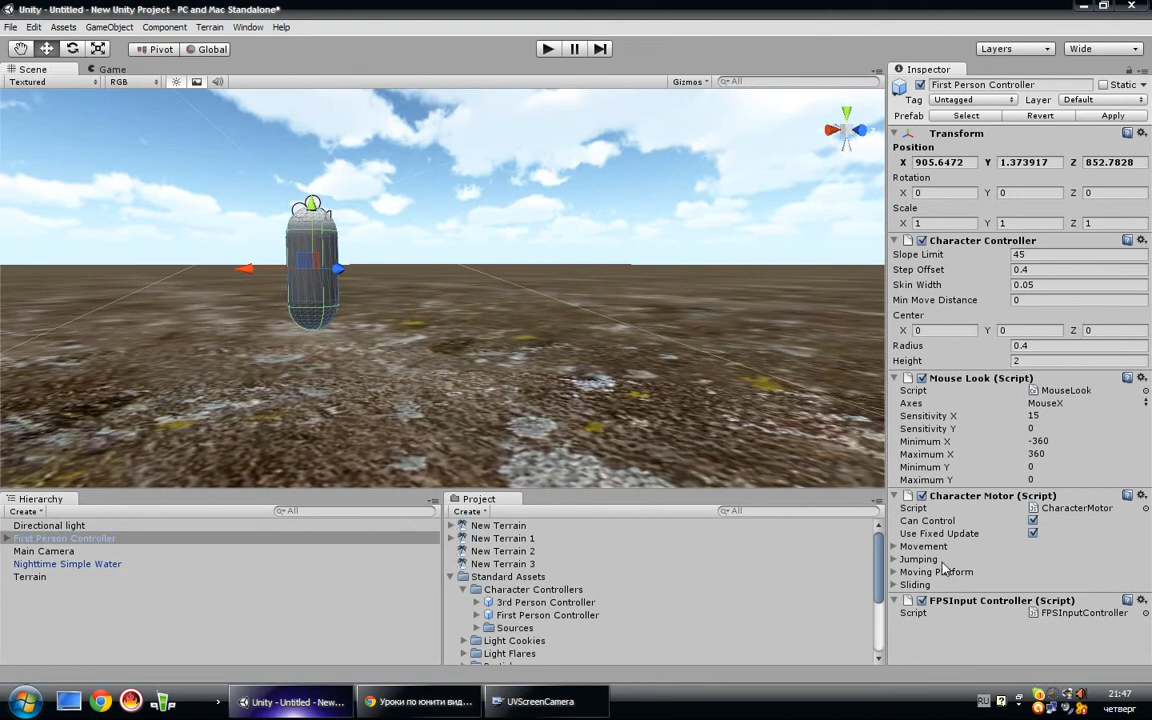 Unity - Untitled - New Unity Project - PC and Mac Standalone*
File Edit Assets GameObject Component Terrain Window Help
Pivot Global Layers Wide
Scene Game
Textured RGB Gizmos All
Inspector
First Person Controller Static
Tag Untagged Layer Default
Prefab Select Revert Apply
Transform
Position
X 905.6472 Y 1.373917 Z 852.7828
Rotation
X 0 Y 0 Z 0
Scale
X 1 Y 1 Z 1
Character Controller
Slope Limit 45
Step Offset 0.4
Skin Width 0.05
Min Move Distance 0
Center
X 0 Y 0 Z 0
Radius 0.4
Height 2
Mouse Look (Script)
Script MouseLook
Axes MouseX
Sensitivity X 15
Sensitivity Y 0
Minimum X -360
Maximum X 360
Minimum Y 0
Maximum Y 0
Character Motor (Script)
Script CharacterMotor
Can Control
Use Fixed Update
Movement
Jumping
Moving Platform
Sliding
FPSInput Controller (Script)
Script FPSInputController
Hierarchy
Create All
Directional light
First Person Controller
Main Camera
Nighttime Simple Water
Terrain
Project
Create All
New Terrain
New Terrain 1
New Terrain 2
New Terrain 3
Standard Assets
Character Controllers
3rd Person Controller
First Person Controller
Sources
Light Cookies
Light Flares
Unity - Untitled - New... Уроки по юнити вид... UVScreenCamera
RU 21:47
четверг